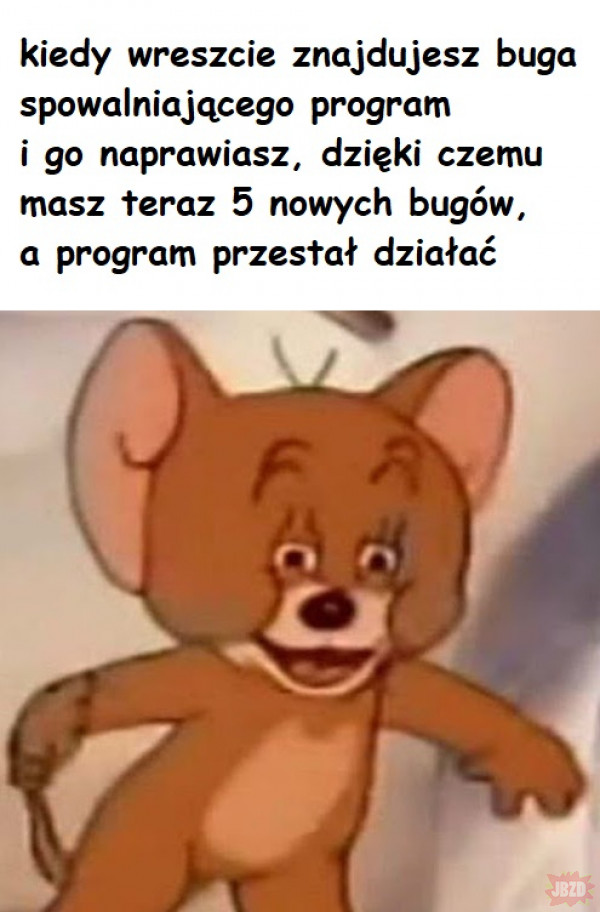 kiedy wreszcie znajdujesz buga
spowalniającego program
i go naprawiasz, dzięki czemu
masz teraz 5 nowych bugów,
a program przestał działać
JBZD